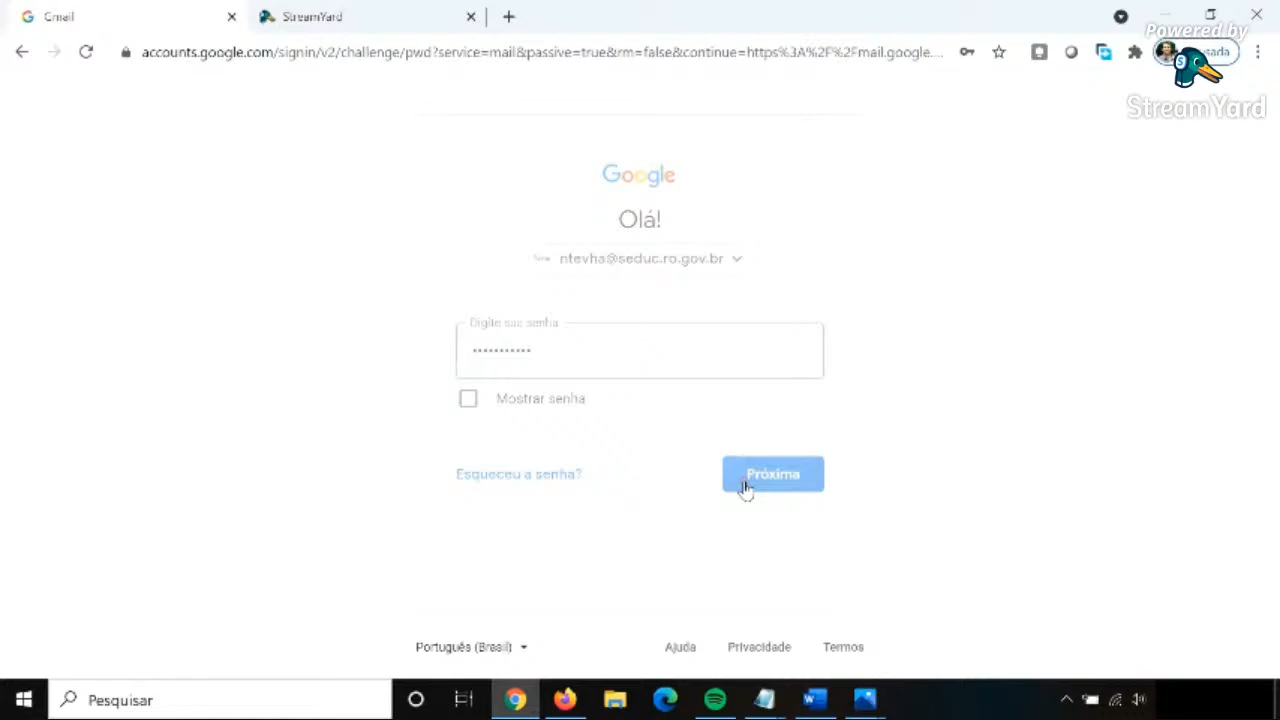 Gmail
StreamYard
accounts.google.com/signin/v2/challenge/pwd?service=mail&passive=true&rm=false&continue=https%3A%2F%2Fmail.google....
Powered by
StreamYard
Google
Olá!
ntevha@seduc.ro.gov.br
Digite sua senha
•••••••••••
Mostrar senha
Esqueceu a senha?
Próxima
Português (Brasil)
Ajuda
Privacidade
Termos
Pesquisar